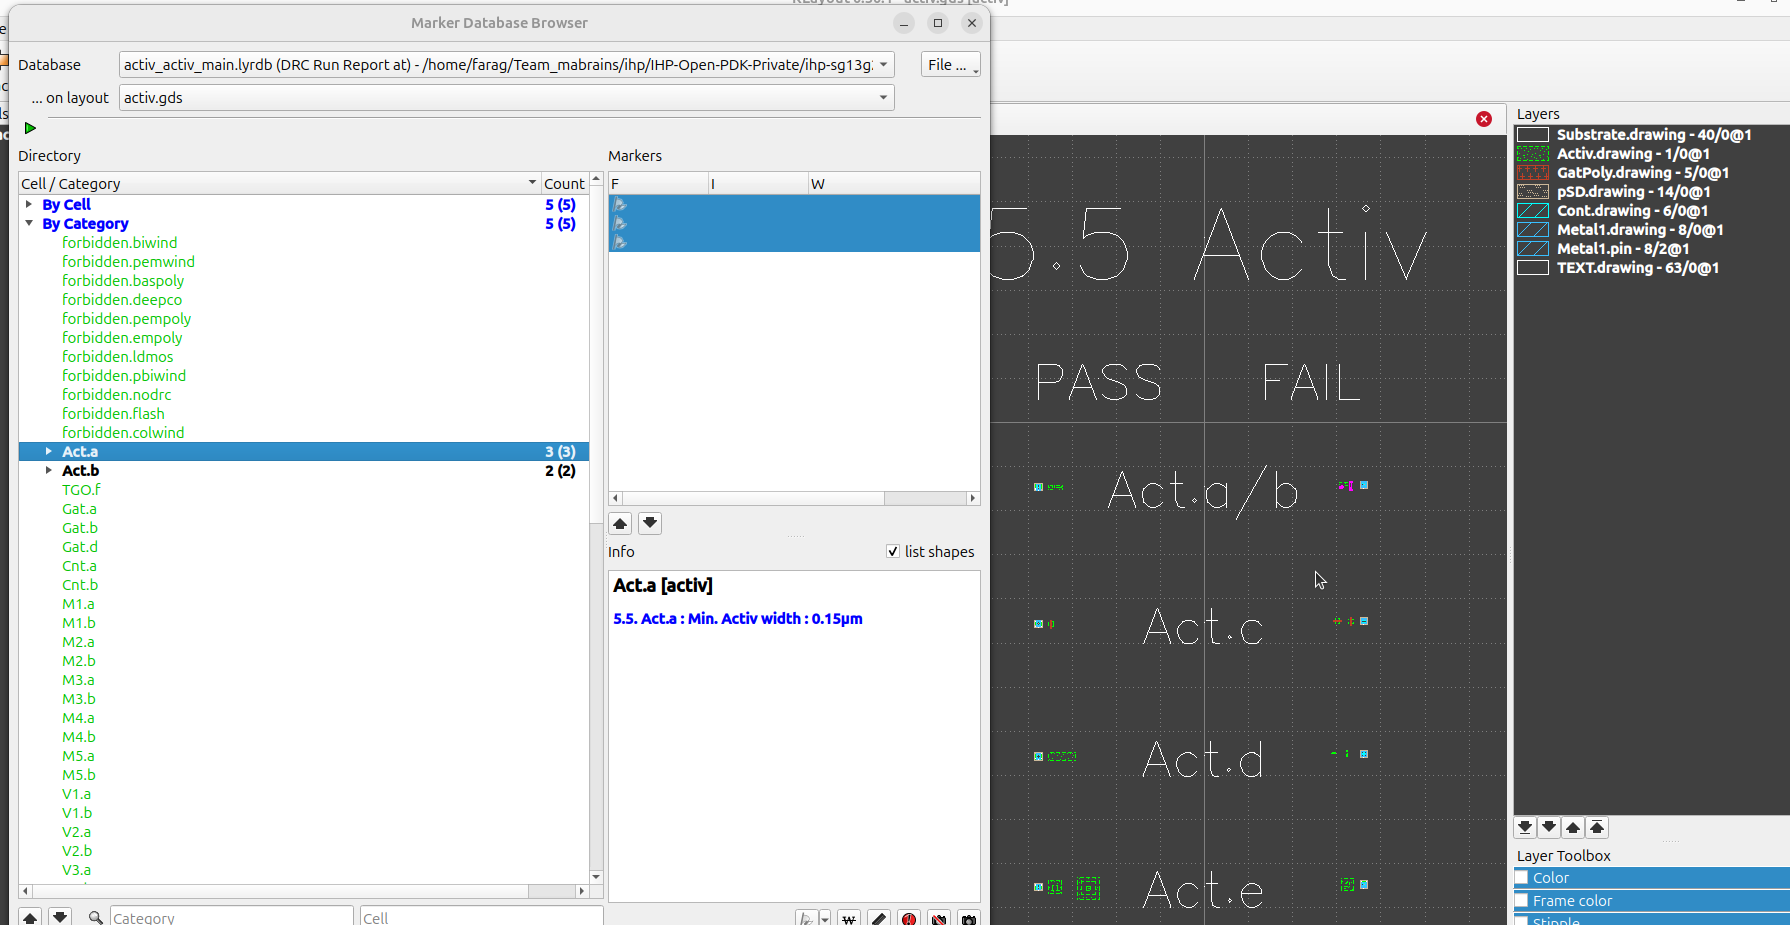 Marker Database Browser
Database
activ_activ_main.lyrdb (DRC Run Report at) - /home/farag/Team_mabrains/ihp/IHP-Open-PDK-Private/ihp-sg13g
File ...
... on layout
activ.gds
Directory
Cell / Category
Count
By Cell
5 (5)
By Category
5 (5)
forbidden.biwind
forbidden.pemwind
forbidden.baspoly
forbidden.deepco
forbidden.pempoly
forbidden.empoly
forbidden.ldmos
forbidden.pbiwind
forbidden.nodrc
forbidden.flash
forbidden.colwind
Act.a
3 (3)
Act.b
2 (2)
TGO.f
Gat.a
Gat.b
Gat.d
Cnt.a
Cnt.b
M1.a
M1.b
M2.a
M2.b
M3.a
M3.b
M4.a
M4.b
M5.a
M5.b
V1.a
V1.b
V2.a
V2.b
V3.a
Category
Cell
Markers
F
I
W
Info
list shapes
Act.a [activ]
5.5. Act.a : Min. Activ width : 0.15µm
5.5 Activ
PASS
FAIL
Act.a/b
Act.c
Act.d
Act.e
Layers
Substrate.drawing - 40/0@1
Activ.drawing - 1/0@1
GatPoly.drawing - 5/0@1
pSD.drawing - 14/0@1
Cont.drawing - 6/0@1
Metal1.drawing - 8/0@1
Metal1.pin - 8/2@1
TEXT.drawing - 63/0@1
Layer Toolbox
Color
Frame color
Stipple